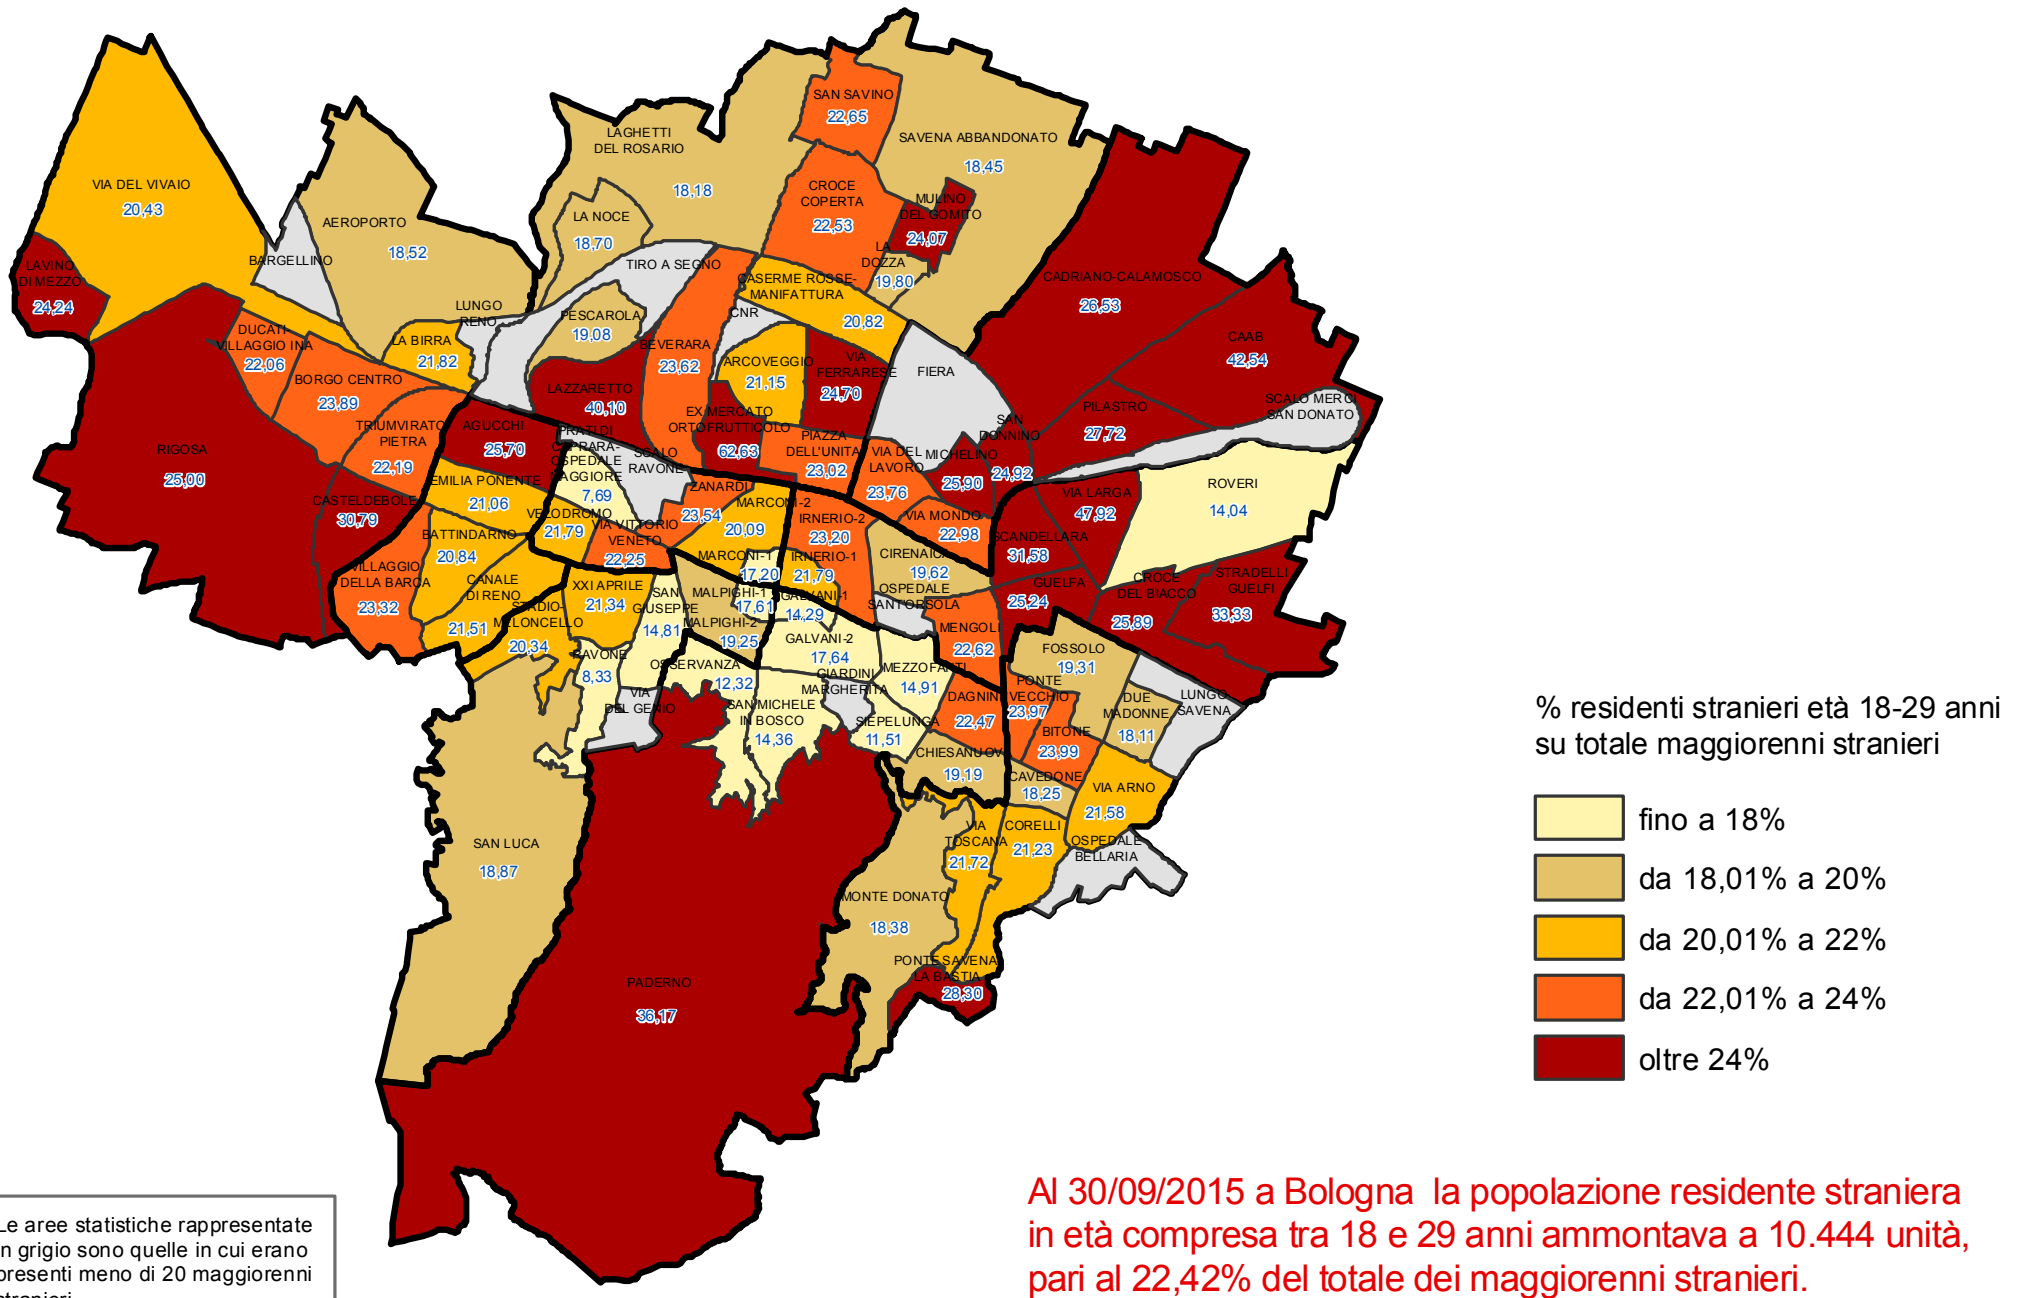 SAN SAVINO
22,65
LAGHETTI
DEL ROSARIO
18,18
SAVENA ABBANDONATO
18,45
VIA DEL VIVAIO
20,43
AEROPORTO
18,52
LA NOCE
18,70
CROCE
COPERTA
22,53
MULINO
DEL GOMITO
24,07
LA
DOZZA
19,80
BARGELLINO
TIRO A SEGNO
LAVINO
DI MEZZO
24,24
CASERME ROSSE-
MANIFATTURA
20,82
CADRIANO-CALAMOSCO
26,53
LUNGO
RENO
PESCAROLA
19,08
CNR
DUCATI-
VILLAGGIO INA
22,06
LA BIRRA
21,82
BEVERARA
23,62
ARCOVEGGIO
21,15
VIA
FERRARESE
24,70
FIERA
CAAB
42,54
BORGO CENTRO
23,89
LAZZARETTO
40,10
EX MERCATO
ORTOFRUTTICOLO
62,63
PILASTRO
27,72
SCALO MERCI
SAN DONATO
TRIUMVIRATO-
PIETRA
22,19
AGUCCHI
25,70
PRATI DI
CAPRARA-
OSPEDALE
MAGGIORE
7,69
SCALO
RAVONE
PIAZZA
DELL'UNITA'
23,02
VIA DEL
LAVORO
23,76
MICHELINO
25,90
SAN
DONNINO
24,92
RIGOSA
25,00
CASTELDEBOLE
30,79
EMILIA PONENTE
21,06
ZANARDI
23,54
MARCONI-2
20,09
IRNERIO-2
23,20
VIA MONDO
22,98
VIA LARGA
47,92
ROVERI
14,04
VELODROMO
21,79
VIA VITTORIO
VENETO
22,25
BATTINDARNO
20,84
MARCONI-1
17,20
IRNERIO-1
21,79
CIRENAICA
19,62
SCANDELLARA
31,58
VILLAGGIO
DELLA BARCA
23,32
CANALE
DI RENO
21,51
XXI APRILE
21,34
SAN
GIUSEPPE
14,81
MALPIGHI-1
17,61
GALVANI-1
14,29
OSPEDALE
SANT'ORSOLA
GUELFA
25,24
CROCE
DEL BIACCO
25,89
STRADELLI
GUELFI
33,33
STADIO-
MELONCELLO
20,34
MALPIGHI-2
19,25
GALVANI-2
17,64
MENGOLI
22,62
RAVONE
8,33
OSSERVANZA
12,32
GIARDINI
MARGHERITA
MEZZOFANTI
14,91
FOSSOLO
19,31
VIA
DEL GENIO
SAN MICHELE
IN BOSCO
14,36
SIEPELUNGA
11,51
DAGNINI
22,47
PONTE
VECCHIO
23,97
DUE
MADONNE
18,11
LUNGO
SAVENA
BITONE
23,99
CHIESANUOV
19,19
CAVEDONE
18,25
VIA ARNO
21,58
SAN LUCA
18,87
VIA
TOSCANA
21,72
CORELLI
21,23
OSPEDALE
BELLARIA
MONTE DONATO
18,38
PADERNO
36,17
PONTE SAVENA
LA BASTIA
28,30
% residenti stranieri età 18-29 anni
su totale maggiorenni stranieri
fino a 18%
da 18,01% a 20%
da 20,01% a 22%
da 22,01% a 24%
oltre 24%
Le aree statistiche rappresentate
in grigio sono quelle in cui erano
presenti meno di 20 maggiorenni
stranieri
Al 30/09/2015 a Bologna la popolazione residente straniera
in età compresa tra 18 e 29 anni ammontava a 10.444 unità,
pari al 22,42% del totale dei maggiorenni stranieri.